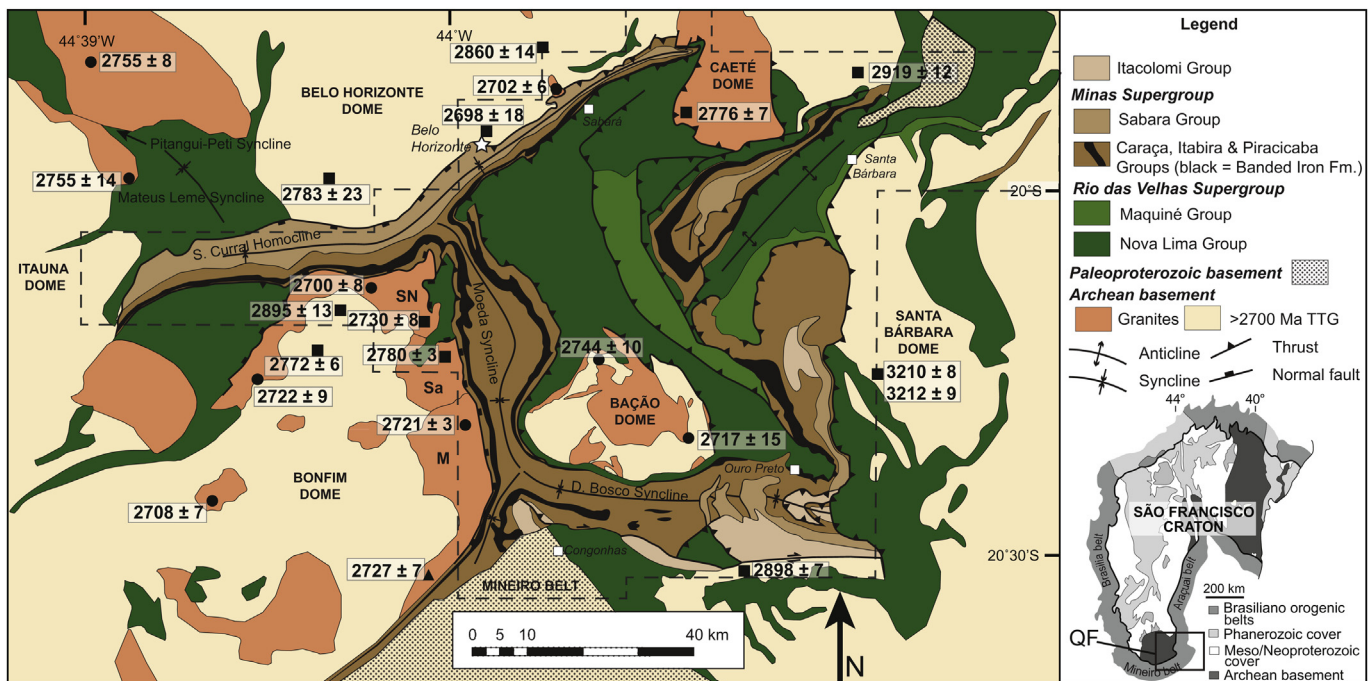 44°39'W
44°W
2755 ± 8
2860 ± 14
CAETÉ
DOME
2919 ± 12
BELO HORIZONTE
DOME
2702 ± 6
2698 ± 18
2776 ± 7
Belo
Horizonte
Sabará
Pitangui-Peti Syncline
Santa
Bárbara
2755 ± 14
2783 ± 23
Mateus Leme Syncline
20°S
S. Curral Homocline
ITAUNA
DOME
2700 ± 8
SN
2895 ± 13
2730 ± 8
Moeda Syncline
SANTA
BÁRBARA
DOME
2780 ± 3
2744 ± 10
2772 ± 6
3210 ± 8
3212 ± 9
Sa
2722 ± 9
BAÇÃO
DOME
2721 ± 3
2717 ± 15
M
Ouro Preto
BONFIM
DOME
D. Bosco Syncline
2708 ± 7
Congonhas
20°30'S
2727 ± 7
MINEIRO BELT
2898 ± 7
0 5 10 40 km
N
Legend
Itacolomi Group
Minas Supergroup
Sabara Group
Caraça, Itabira & Piracicaba
Groups (black = Banded Iron Fm.)
Rio das Velhas Supergroup
Maquiné Group
Nova Lima Group
Paleoproterozoic basement
Archean basement
Granites
>2700 Ma TTG
Anticline
Thrust
Syncline
Normal fault
44°
40°
SÃO FRANCISCO
CRATON
Brasília belt
Araçuaí belt
200 km
Brasiliano orogenic
belts
Phanerozoic cover
Meso/Neoproterozoic
cover
Archean basement
QF
Mineiro belt